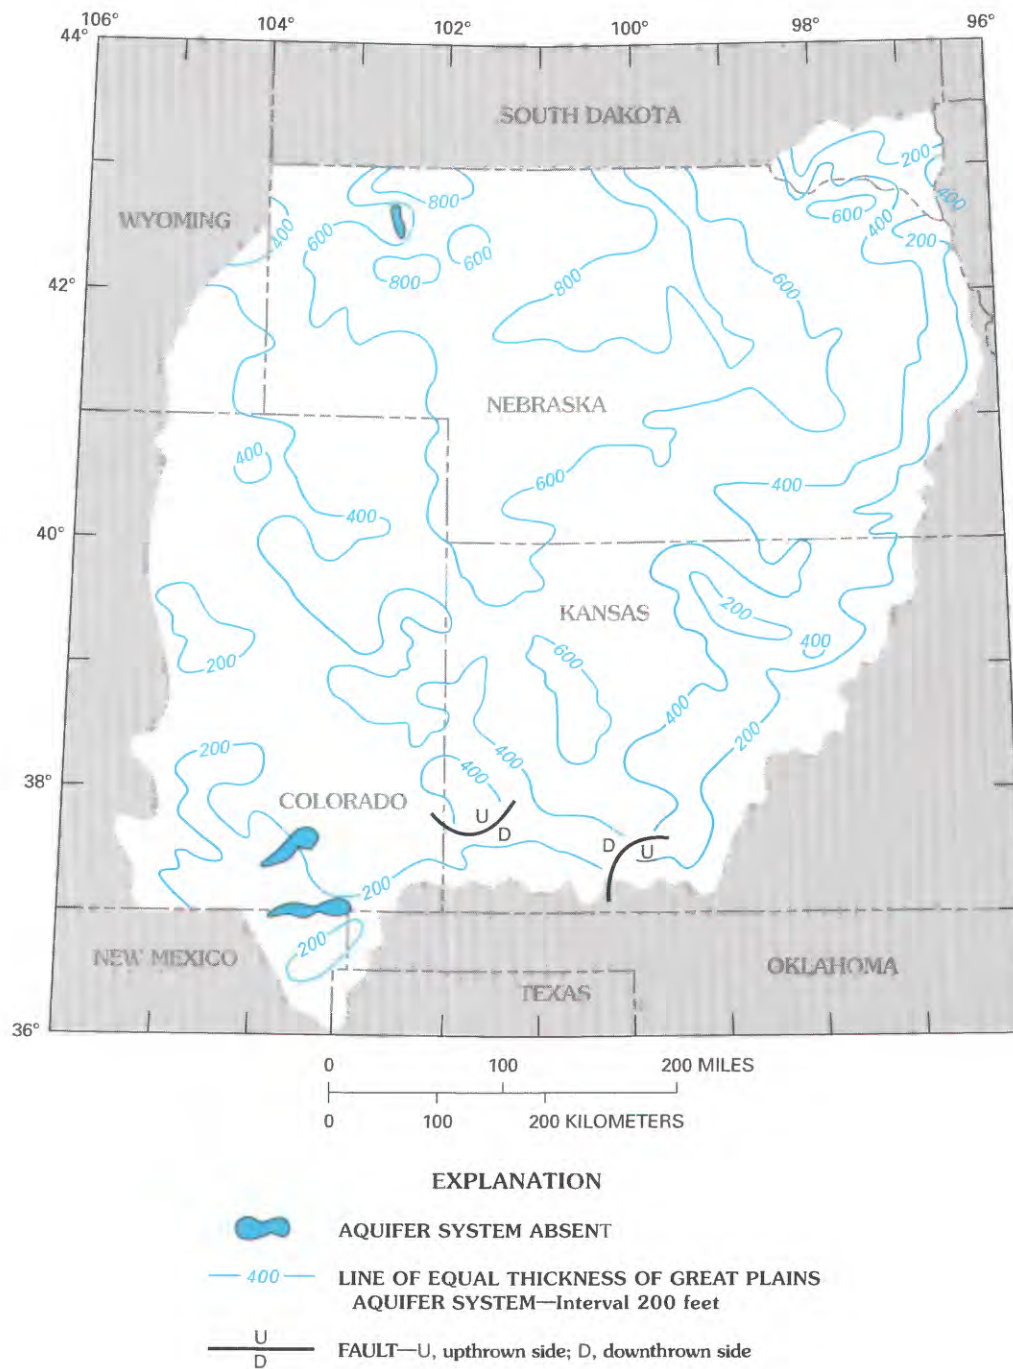 106° 104° 102° 100° 98° 96°
44°
SOUTH DAKOTA
200
WYOMING
400
800
600
400
600
400
200
600
800
800
600
42°
NEBRASKA
400
600
400
400
40°
KANSAS
200
400
200
600
400
200
200
400
400
38°
COLORADO
U
D
D
U
200
200
NEW MEXICO
OKLAHOMA
TEXAS
36°
0 100 200 MILES
0 100 200 KILOMETERS
EXPLANATION
AQUIFER SYSTEM ABSENT
400 LINE OF EQUAL THICKNESS OF GREAT PLAINS
AQUIFER SYSTEM—Interval 200 feet
U
D
FAULT—U, upthrown side; D, downthrown side